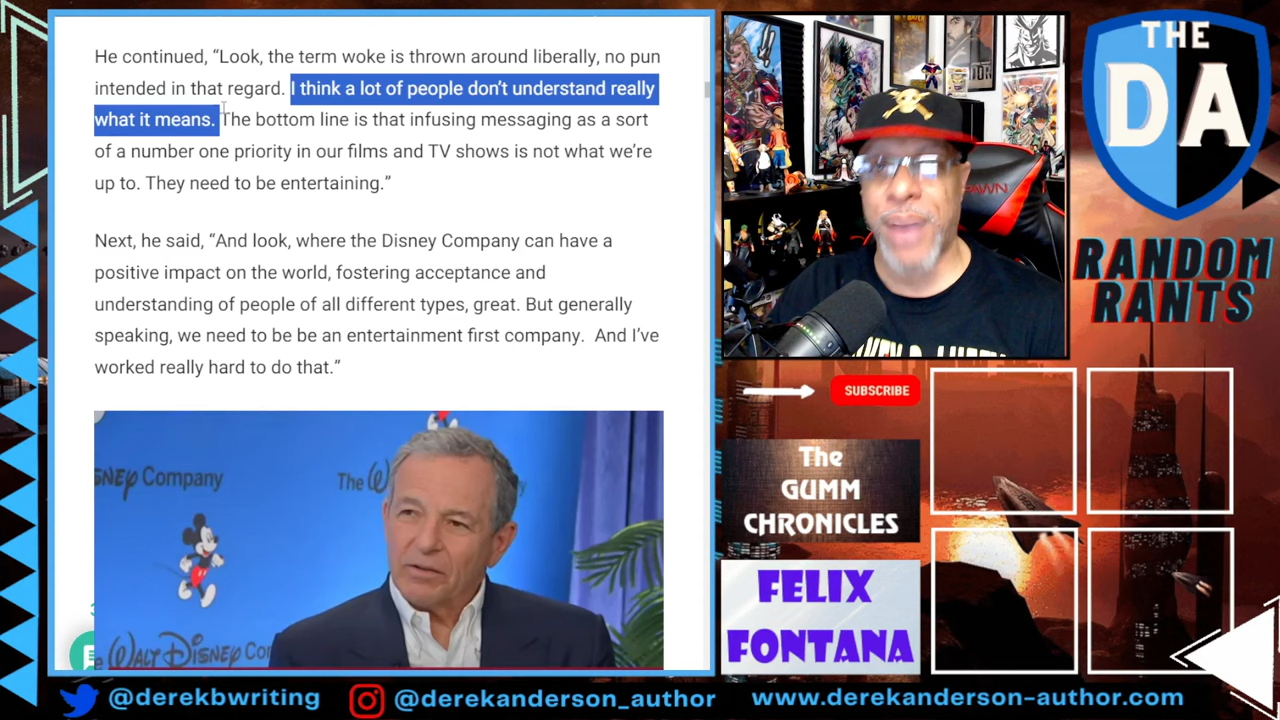 He continued, “Look, the term woke is thrown around liberally, no pun
intended in that regard. I think a lot of people don’t understand really
what it means. The bottom line is that infusing messaging as a sort
of a number one priority in our films and TV shows is not what we’re
up to. They need to be entertaining.”
Next, he said, “And look, where the Disney Company can have a
positive impact on the world, fostering acceptance and
understanding of people of all different types, great. But generally
speaking, we need to be be an entertainment first company.  And I’ve
worked really hard to do that.”
SNEY Company
The W
WALT DISNEY Co
SPAWN
THE
DA
RANDOM
RANTS
SUBSCRIBE
The
GUMM
CHRONICLES
FELIX
FONTANA
@derekbwriting
@derekanderson_author
www.derekanderson-author.com